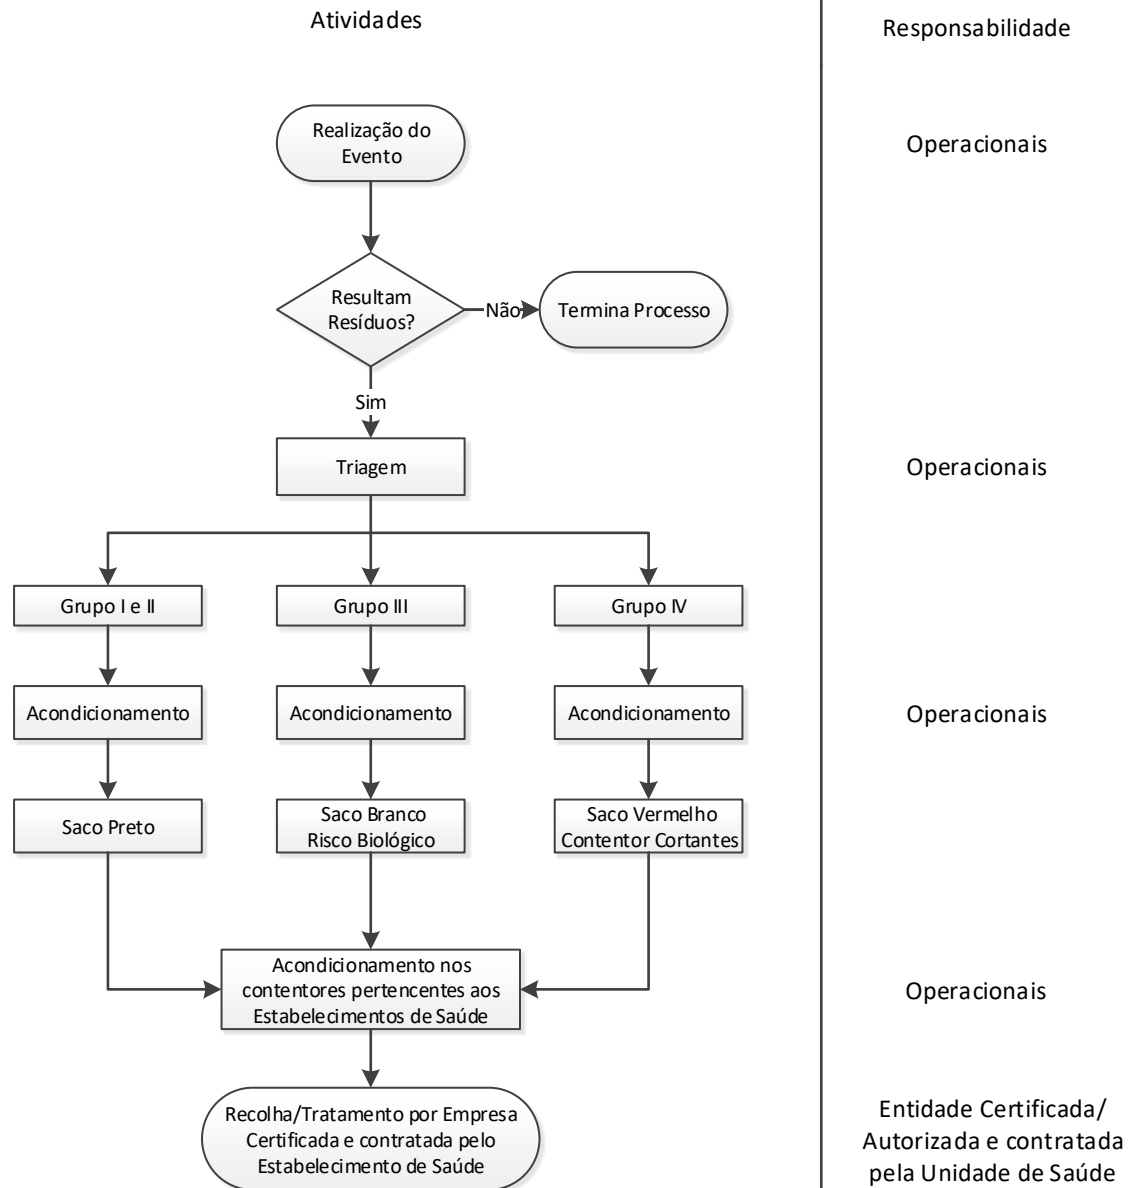 Atividades
Responsabilidade
Realização do
Evento
Operacionais
Resultam
Resíduos?
Não
Termina Processo
Sim
Triagem
Operacionais
Grupo I e II
Grupo III
Grupo IV
Acondicionamento
Acondicionamento
Acondicionamento
Operacionais
Saco Preto
Saco Branco
Risco Biológico
Saco Vermelho
Contentor Cortantes
Acondicionamento nos
contentores pertencentes aos
Estabelecimentos de Saúde
Operacionais
Recolha/Tratamento por Empresa
Certificada e contratada pelo
Estabelecimento de Saúde
Entidade Certificada/
Autorizada e contratada
pela Unidade de Saúde